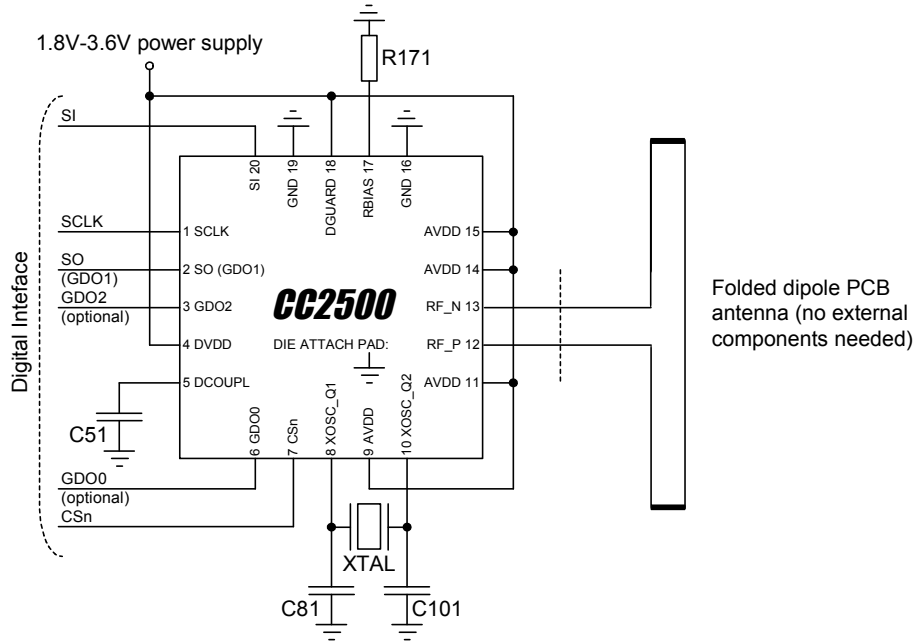 1.8V-3.6V power supply
R171
SI
SI 20
GND 19
DGUARD 18
RBIAS 17
GND 16
SCLK
1 SCLK
AVDD 15
SO
(GDO1)
2 SO (GDO1)
AVDD 14
GDO2
(optional)
3 GDO2
CC2500
RF_N 13
Folded dipole PCB
antenna (no external
components needed)
Digital Inteface
4 DVDD
DIE ATTACH PAD:
RF_P 12
5 DCOUPL
AVDD 11
C51
6 GDO0
7 CSn
8 XOSC_Q1
9 AVDD
10 XOSC_Q2
GDO0
(optional)
CSn
XTAL
C81
C101